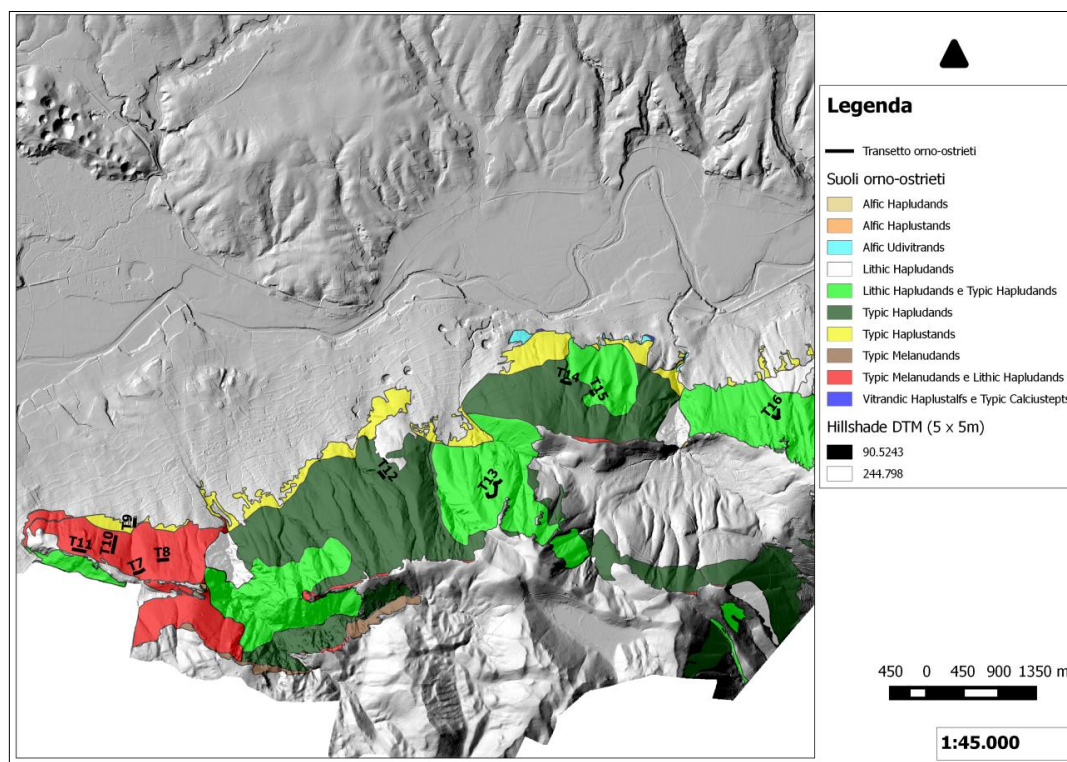 Legenda
Transetto orno-ostrieti
Suoli orno-ostrieti
Alfic Hapludands
Alfic Haplustands
Alfic Udivitrands
Lithic Hapludands
Lithic Hapludands e Typic Hapludands
Typic Hapludands
Typic Haplustands
Typic Melanudands
Typic Melanudands e Lithic Hapludands
Vitrandic Haplustalfs e Typic Calciustepts
Hillshade DTM (5 x 5m)
90.5243
244.798
T14
T15
T16
T12
T13
T9
T11
T10
T8
T7
450 0 450 900 1350 m
1:45.000